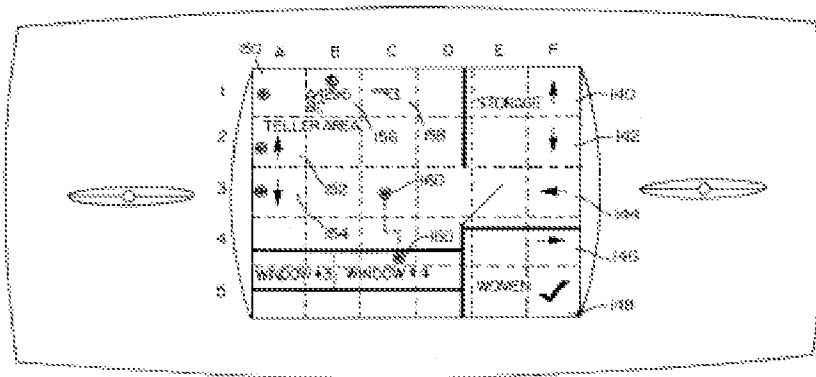 150 A B C D E F
1 STORAGE 140
156 158
2 TELLER AREA 142
3 152 160 144
4 154 160 146
WINDOW #3 WINDOW #4
5 WOMEN 148